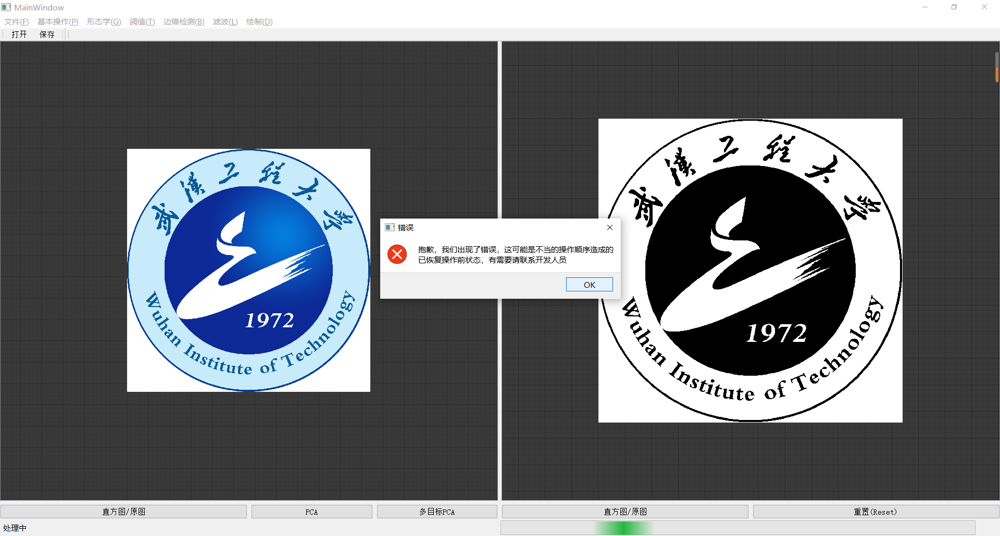 MainWindow
文件(F) 基本操作(P) 形态学(G) 阈值(T) 边缘检测(B) 滤波(L) 绘制(D)
打开 保存
武汉工程大学
1972
Wuhan Institute of Technology
武汉工程大学
1972
Wuhan Institute of Technology
错误
抱歉，我们出现了错误，这可能是不当的操作顺序造成的
已恢复操作前状态，有需要请联系开发人员
OK
直方图/原图 PCA 多目标PCA 直方图/原图 重置(Reset)
处理中